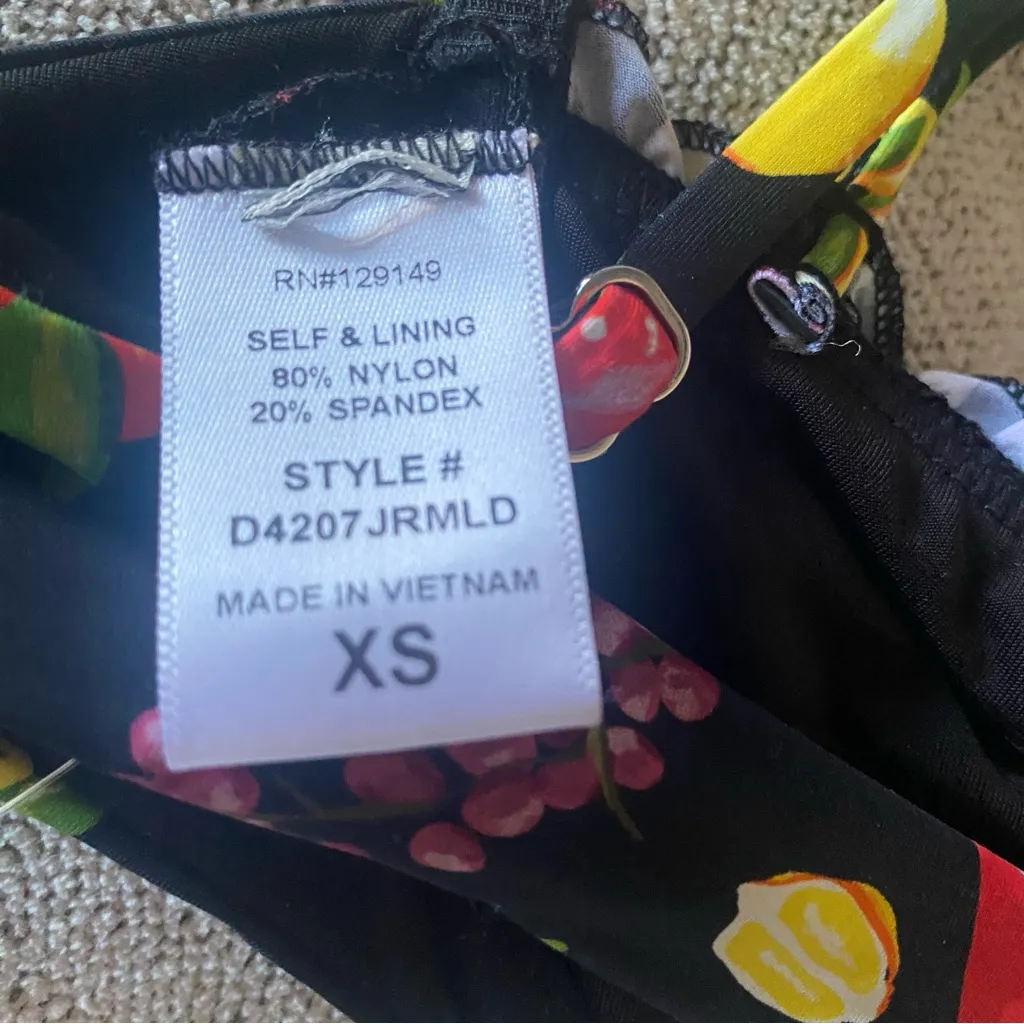 RN#129149
SELF & LINING
80% NYLON
20% SPANDEX
STYLE #
D4207JRMLD
MADE IN VIETNAM
XS